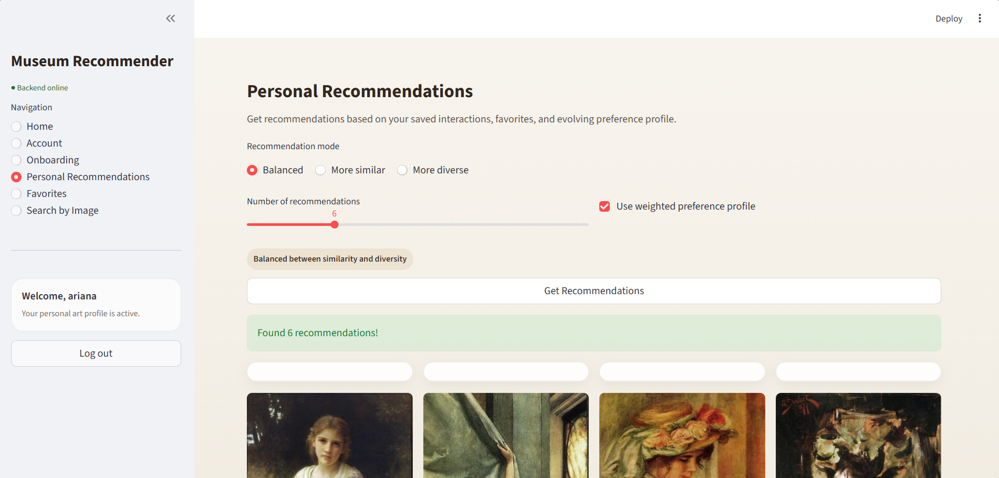 Deploy
Museum Recommender
Backend online
Navigation
Home
Account
Onboarding
Personal Recommendations
Favorites
Search by Image
Welcome, ariana
Your personal art profile is active.
Log out
Personal Recommendations
Get recommendations based on your saved interactions, favorites, and evolving preference profile.
Recommendation mode
Balanced More similar More diverse
Number of recommendations
6
Use weighted preference profile
Balanced between similarity and diversity
Get Recommendations
Found 6 recommendations!